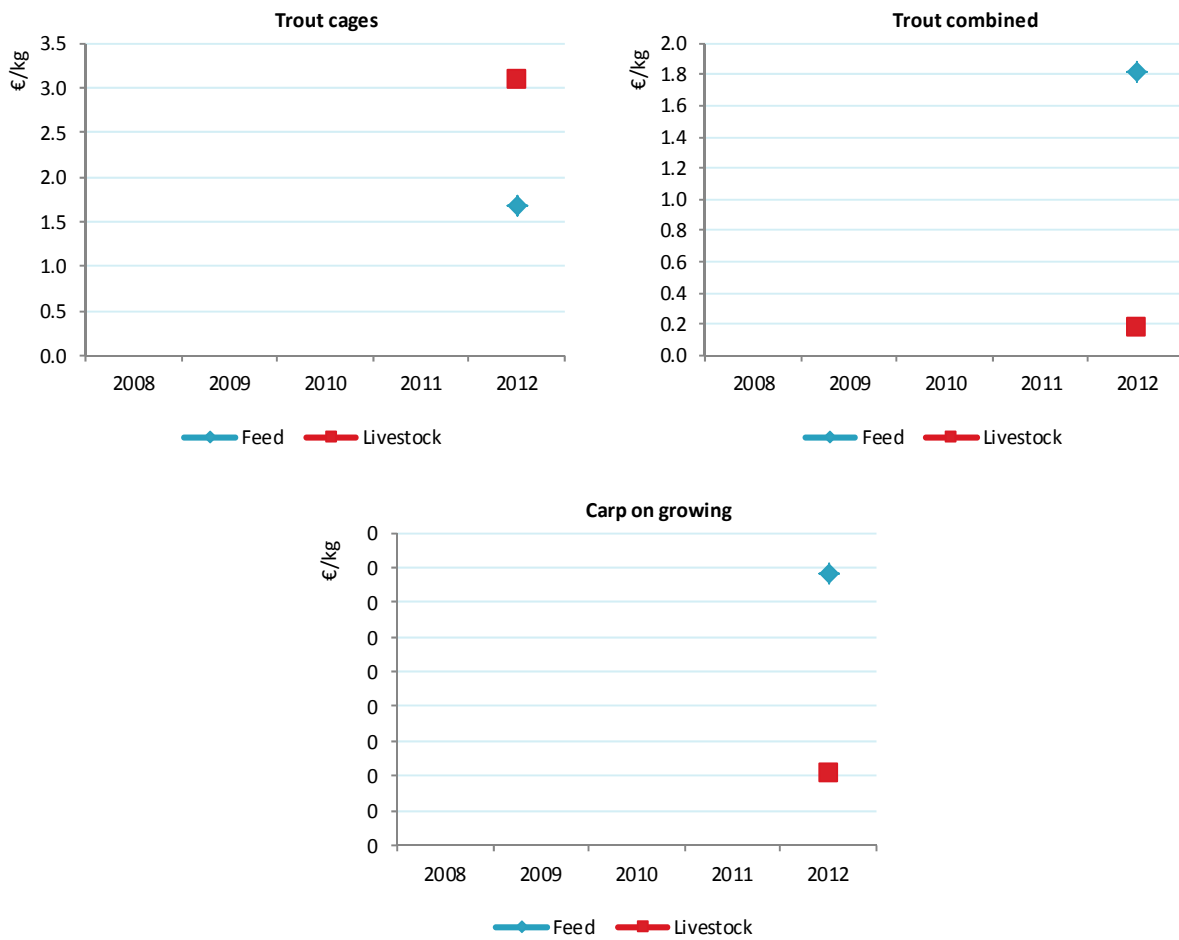 Trout cages
€/kg
3.5
3.0
2.5
2.0
1.5
1.0
0.5
0.0
2008 2009 2010 2011 2012
Feed Livestock
Trout combined
€/kg
2.0
1.8
1.6
1.4
1.2
1.0
0.8
0.6
0.4
0.2
0.0
2008 2009 2010 2011 2012
Feed Livestock
Carp on growing
€/kg
0
0
0
0
0
0
0
0
0
0
2008 2009 2010 2011 2012
Feed Livestock